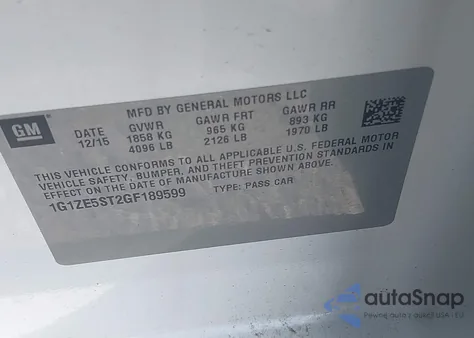 GM
MFD BY GENERAL MOTORS LLC
DATE GVWR GAWR FRT GAWR RR
12/15 1858 KG 965 KG 893 KG
4096 LB 2126 LB 1970 LB
THIS VEHICLE CONFORMS TO ALL APPLICABLE U.S. FEDERAL MOTOR
VEHICLE SAFETY, BUMPER, AND THEFT PREVENTION STANDARDS IN
EFFECT ON THE DATE OF MANUFACTURE SHOWN ABOVE.
1G1ZE5ST2GF189599 TYPE: PASS CAR
autaSnap